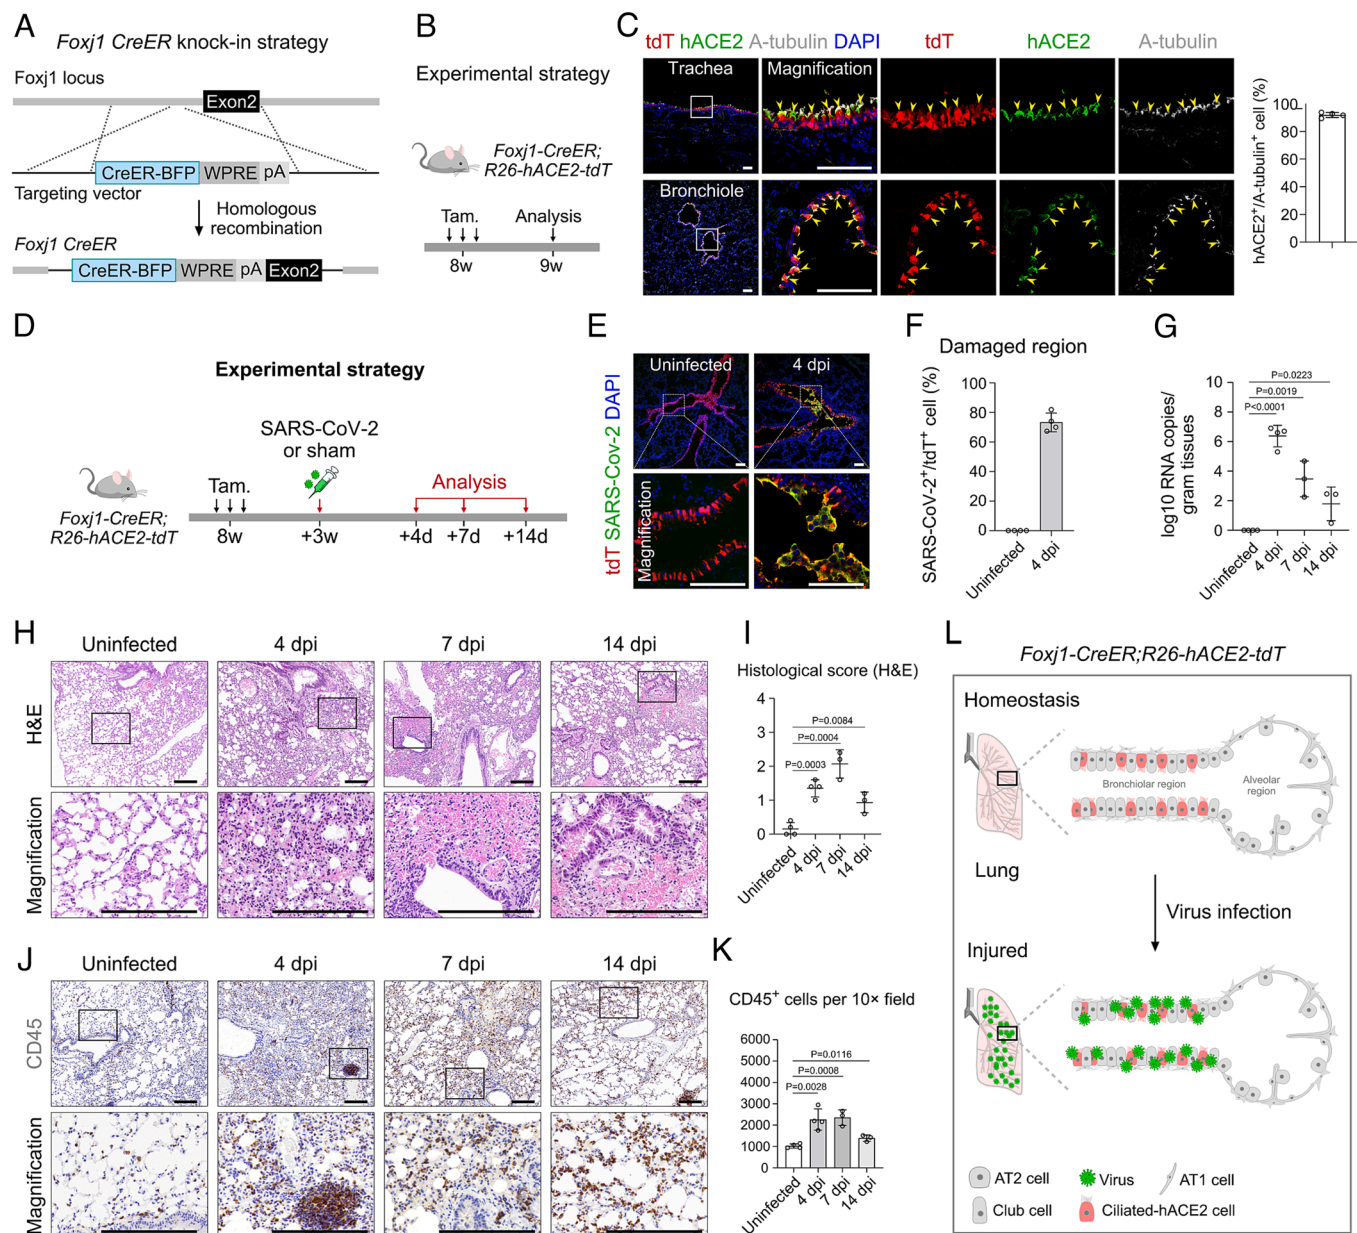 A
Foxj1 CreER knock-in strategy
Foxj1 locus
Exon2
CreER-BFP WPRE pA
Targeting vector
Homologous
recombination
Foxj1 CreER
CreER-BFP WPRE pA Exon2
B
Experimental strategy
Foxj1-CreER;
R26-hACE2-tdT
Tam. Analysis
8w 9w
C
tdT hACE2 A-tubulin DAPI tdT hACE2 A-tubulin
Trachea Magnification
Bronchiole
hACE2+/A-tubulin+ cell (%)
100
80
60
40
20
0
D
Experimental strategy
SARS-CoV-2
or sham
Tam. Analysis
Foxj1-CreER;
R26-hACE2-tdT
8w +3w +4d +7d +14d
E
tdT SARS-Cov-2 DAPI
Uninfected 4 dpi
Magnification
F
Damaged region
SARS-CoV-2+/tdT+ cell (%)
100
80
60
40
20
0
Uninfected 4 dpi
G
log10 RNA copies/
gram tissues
P=0.0223
P=0.0019
P<0.0001
10
8
6
4
2
0
Uninfected 4 dpi 7 dpi 14 dpi
H
Uninfected 4 dpi 7 dpi 14 dpi
H&E
Magnification
I
Histological score (H&E)
4
3
2
1
0
P=0.0084
P=0.0004
P=0.0003
Uninfected 4 dpi 7 dpi 14 dpi
J
Uninfected 4 dpi 7 dpi 14 dpi
CD45
Magnification
K
CD45+ cells per 10× field
6000
5000
4000
3000
2000
1000
0
P=0.0116
P=0.0008
P=0.0028
Uninfected 4 dpi 7 dpi 14 dpi
L
Foxj1-CreER;R26-hACE2-tdT
Homeostasis
Bronchiolar region
Alveolar
region
Lung
Virus infection
Injured
AT2 cell Virus AT1 cell
Club cell Ciliated-hACE2 cell